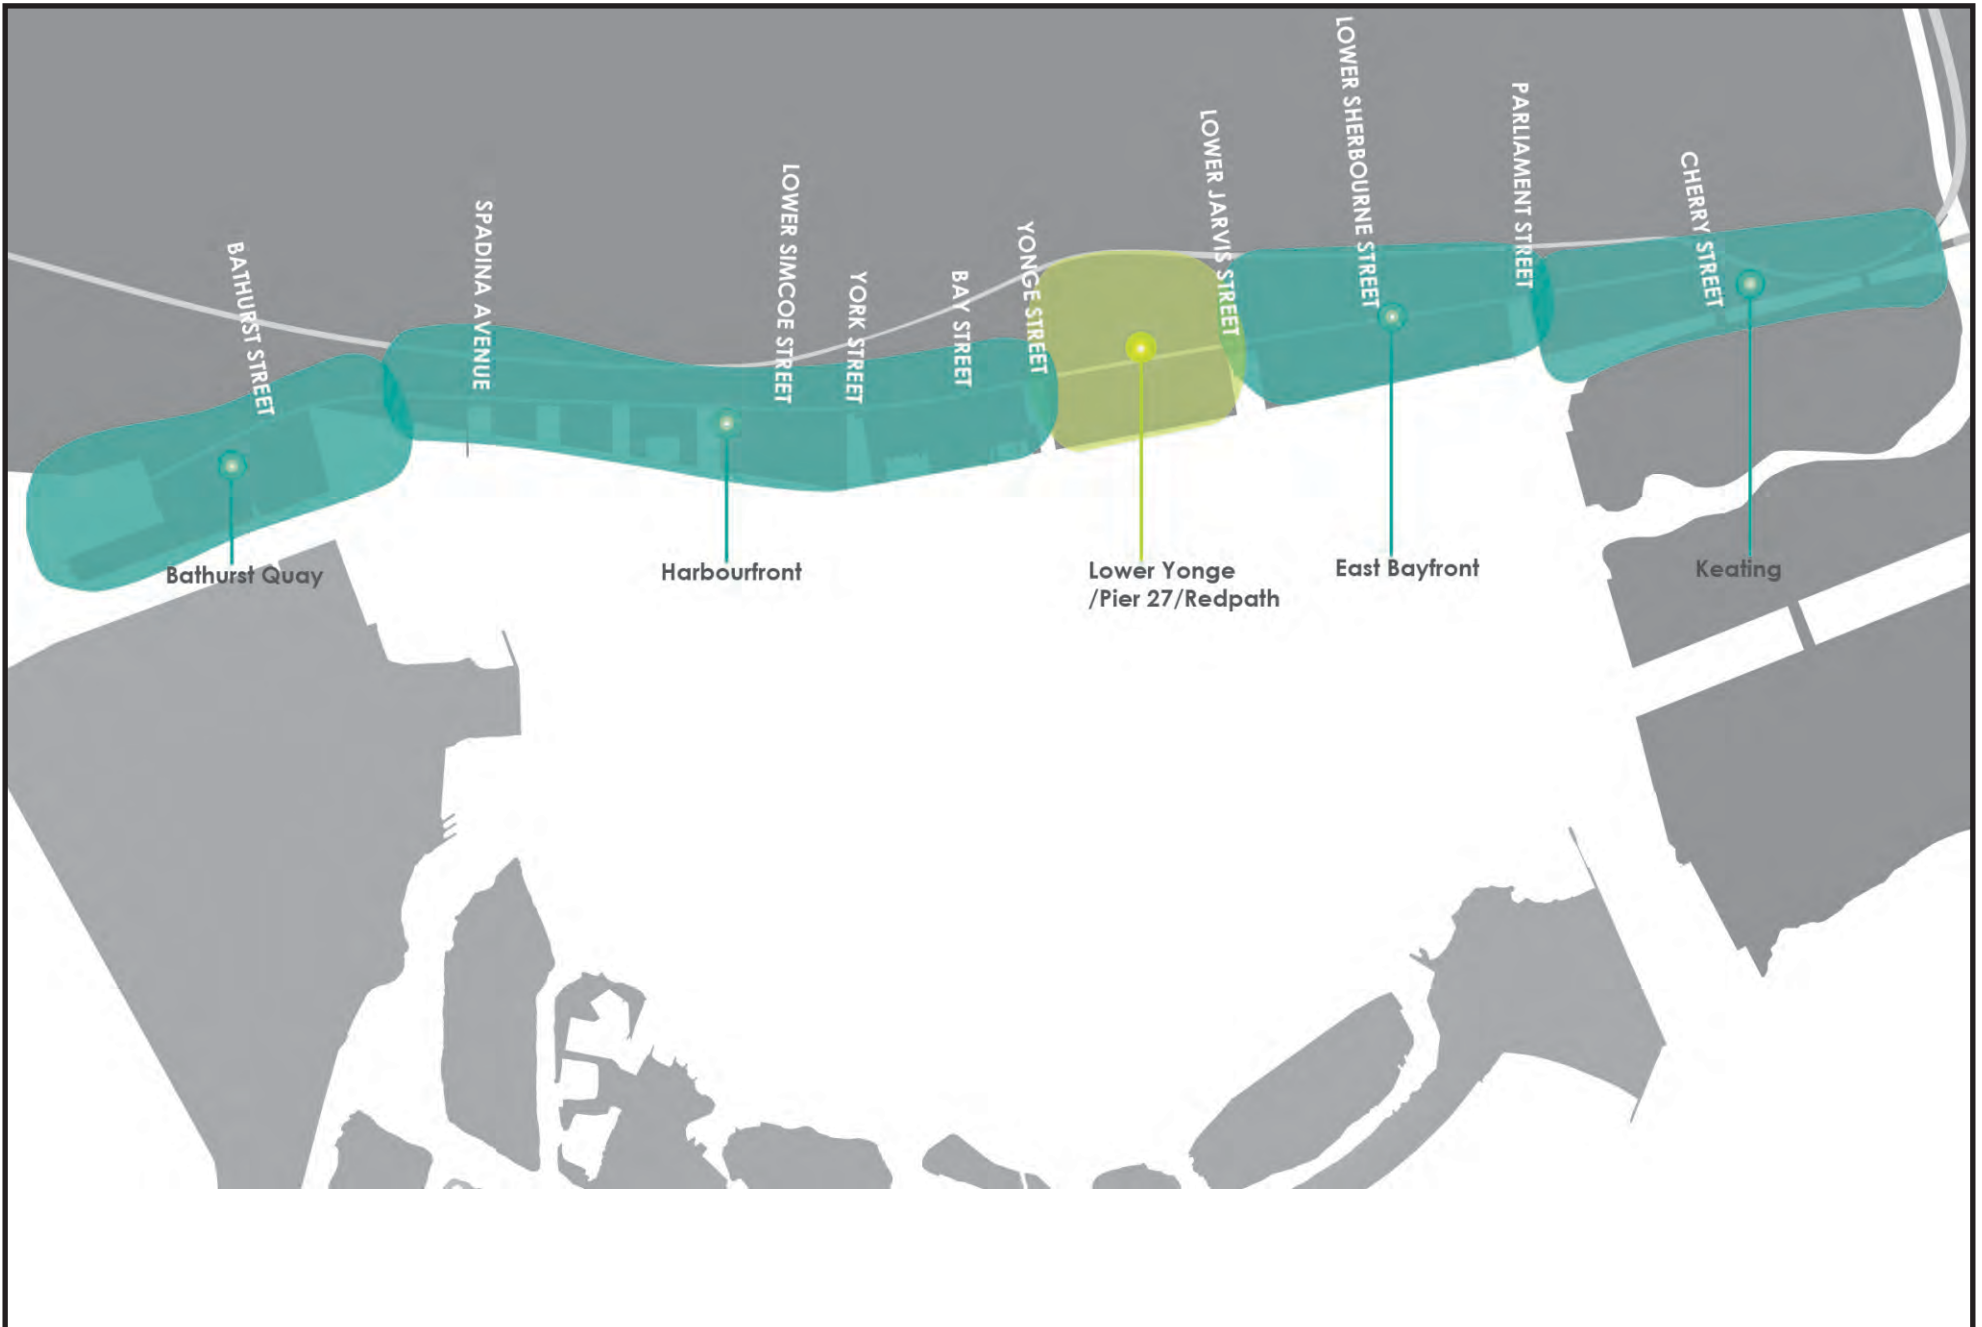 BATHURST STREET
SPADINA AVENUE
LOWER SIMCOE STREET
YORK STREET
BAY STREET
YONGE STREET
LOWER JARVIS STREET
LOWER SHERBOURNE STREET
PARLIAMENT STREET
CHERRY STREET
Bathurst Quay
Harbourfront
Lower Yonge
/Pier 27/Redpath
East Bayfront
Keating